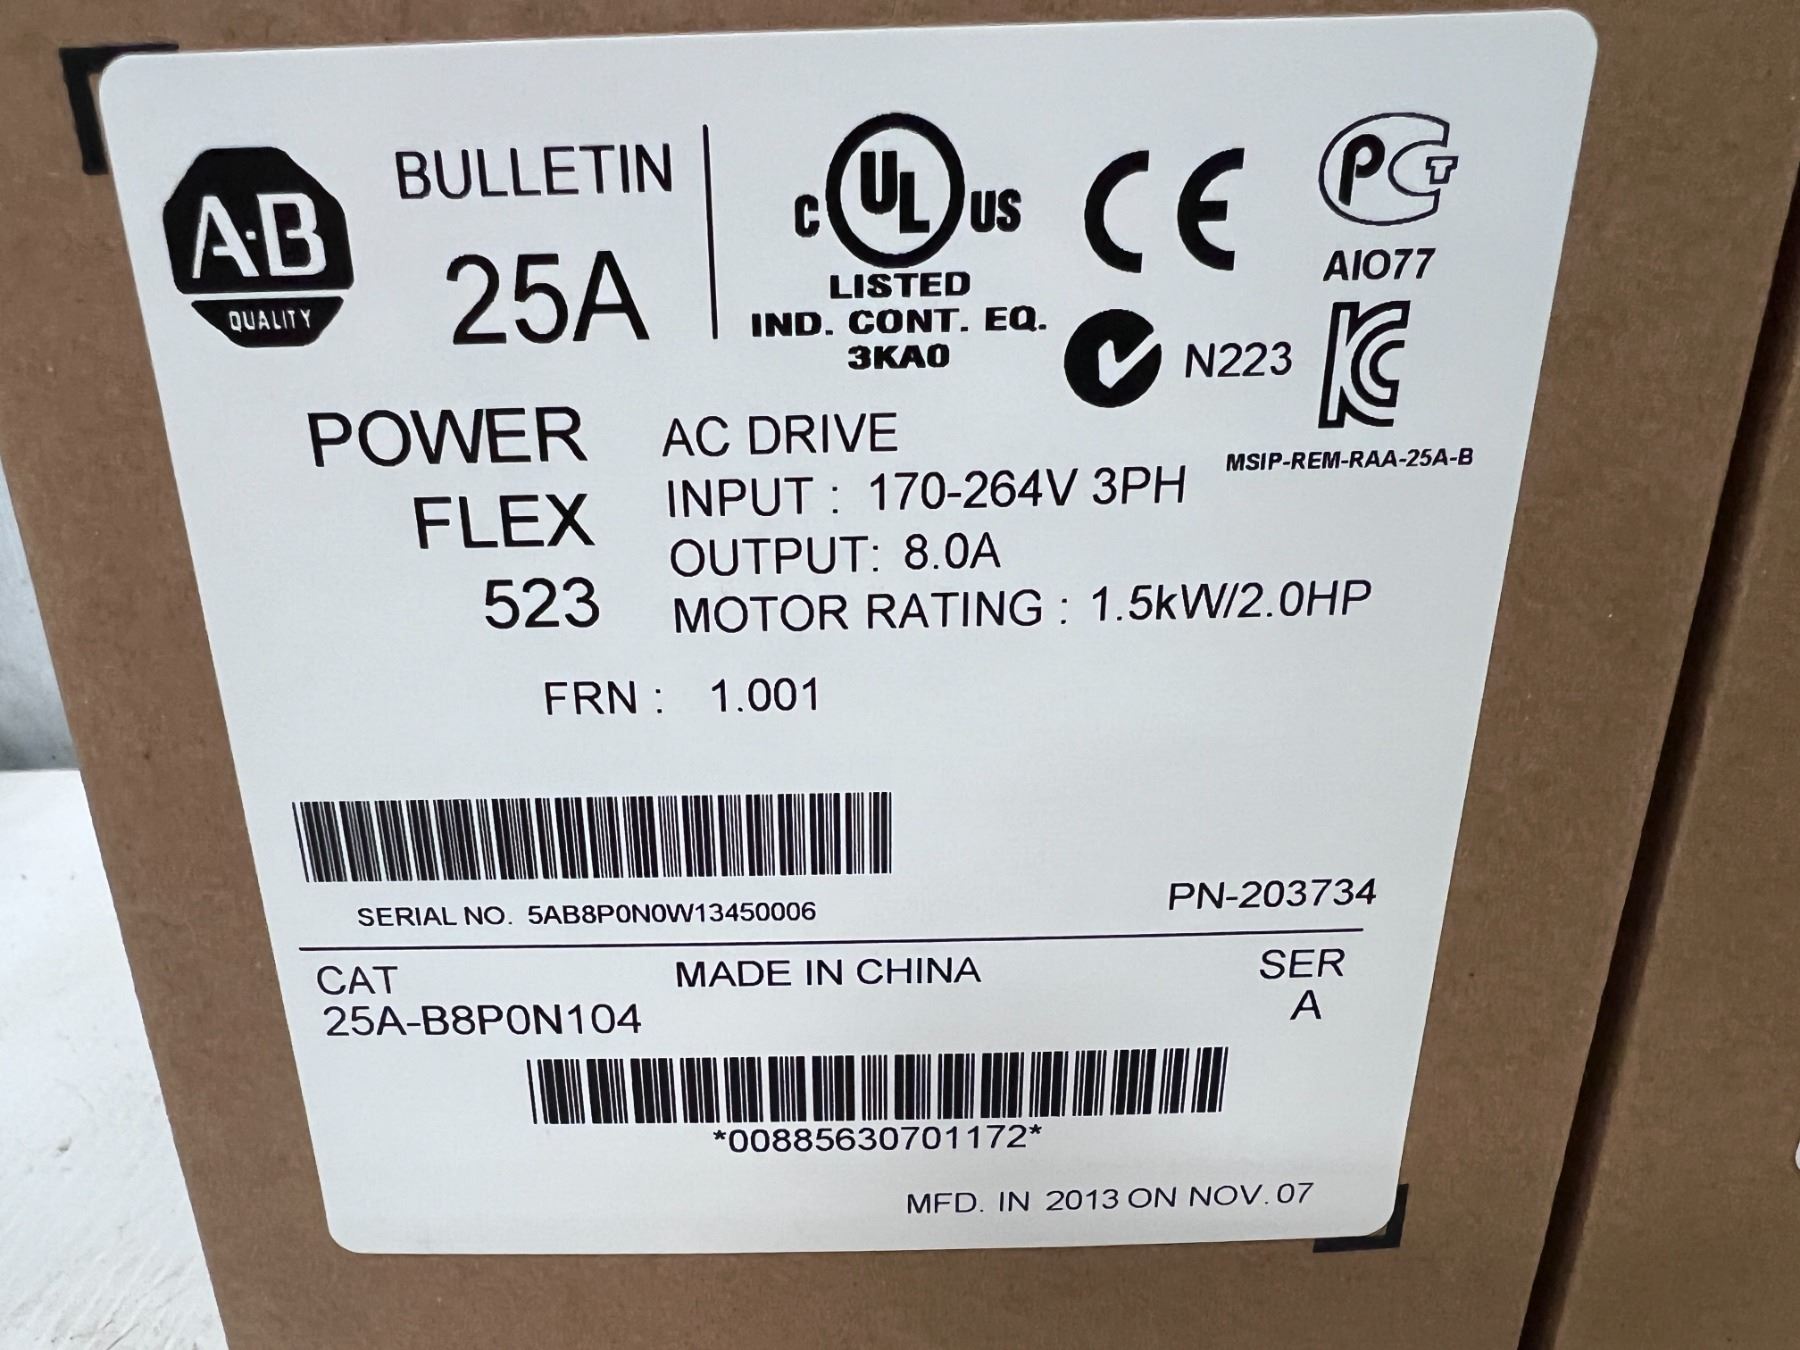 A-B
QUALITY
BULLETIN
25A
C UL US
LISTED
IND. CONT. EQ.
3KA0
CE
PCT
AIO77
N223
KC
MSIP-REM-RAA-25A-B
POWER
FLEX
523
AC DRIVE
INPUT : 170-264V 3PH
OUTPUT: 8.0A
MOTOR RATING : 1.5kW/2.0HP
FRN : 1.001
SERIAL NO. 5AB8P0N0W13450006
PN-203734
CAT
25A-B8P0N104
MADE IN CHINA
SER
A
*00885630701172*
MFD. IN 2013 ON NOV. 07